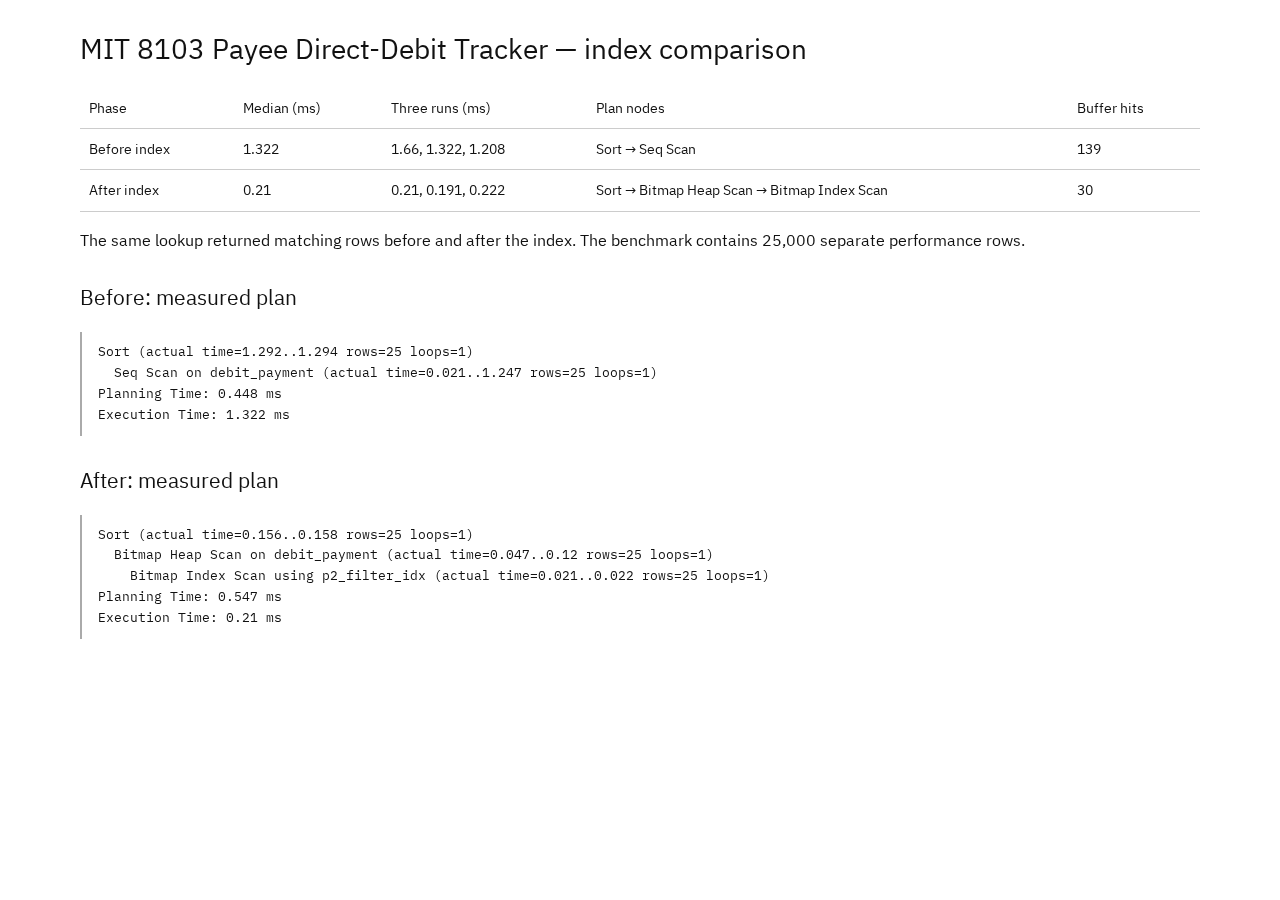 MIT 8103 Payee Direct-Debit Tracker — index comparison
Phase Median (ms) Three runs (ms) Plan nodes Buffer hits
Before index 1.322 1.66, 1.322, 1.208 Sort → Seq Scan 139
After index 0.21 0.21, 0.191, 0.222 Sort → Bitmap Heap Scan → Bitmap Index Scan 30
The same lookup returned matching rows before and after the index. The benchmark contains 25,000 separate performance rows.
Before: measured plan
Sort (actual time=1.292..1.294 rows=25 loops=1)
  Seq Scan on debit_payment (actual time=0.021..1.247 rows=25 loops=1)
Planning Time: 0.448 ms
Execution Time: 1.322 ms
After: measured plan
Sort (actual time=0.156..0.158 rows=25 loops=1)
  Bitmap Heap Scan on debit_payment (actual time=0.047..0.12 rows=25 loops=1)
    Bitmap Index Scan using p2_filter_idx (actual time=0.021..0.022 rows=25 loops=1)
Planning Time: 0.547 ms
Execution Time: 0.21 ms